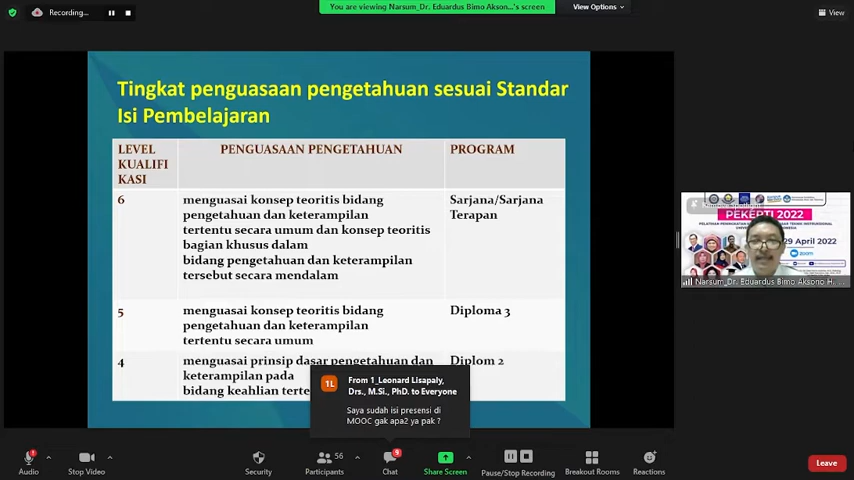 Recording...
You are viewing Narsum_Dr. Eduardus Bimo Akson...'s screen
View Options
View
Tingkat penguasaan pengetahuan sesuai Standar
Isi Pembelajaran
LEVEL
KUALIFI
KASI
PENGUASAAN PENGETAHUAN
PROGRAM
6
menguasai konsep teoritis bidang
pengetahuan dan keterampilan
tertentu secara umum dan konsep teoritis
bagian khusus dalam
bidang pengetahuan dan keterampilan
tersebut secara mendalam
Sarjana/Sarjana
Terapan
5
menguasai konsep teoritis bidang
pengetahuan dan keterampilan
tertentu secara umum
Diploma 3
4
menguasai prinsip dasar pengetahuan dan
keterampilan pada
bidang keahlian terte
Diplom 2
1L
From 1_Leonard Lisapaly,
Drs., M.Si., PhD. to Everyone
Saya sudah isi presensi di
MOOC gak apa2 ya pak ?
PEKERTI 2022
29 April 2022
zoom
Narsum_Dr. Eduardus Bimo Aksono H...
Audio
Stop Video
Security
56
Participants
9
Chat
Share Screen
Pause/Stop Recording
Breakout Rooms
Reactions
Leave